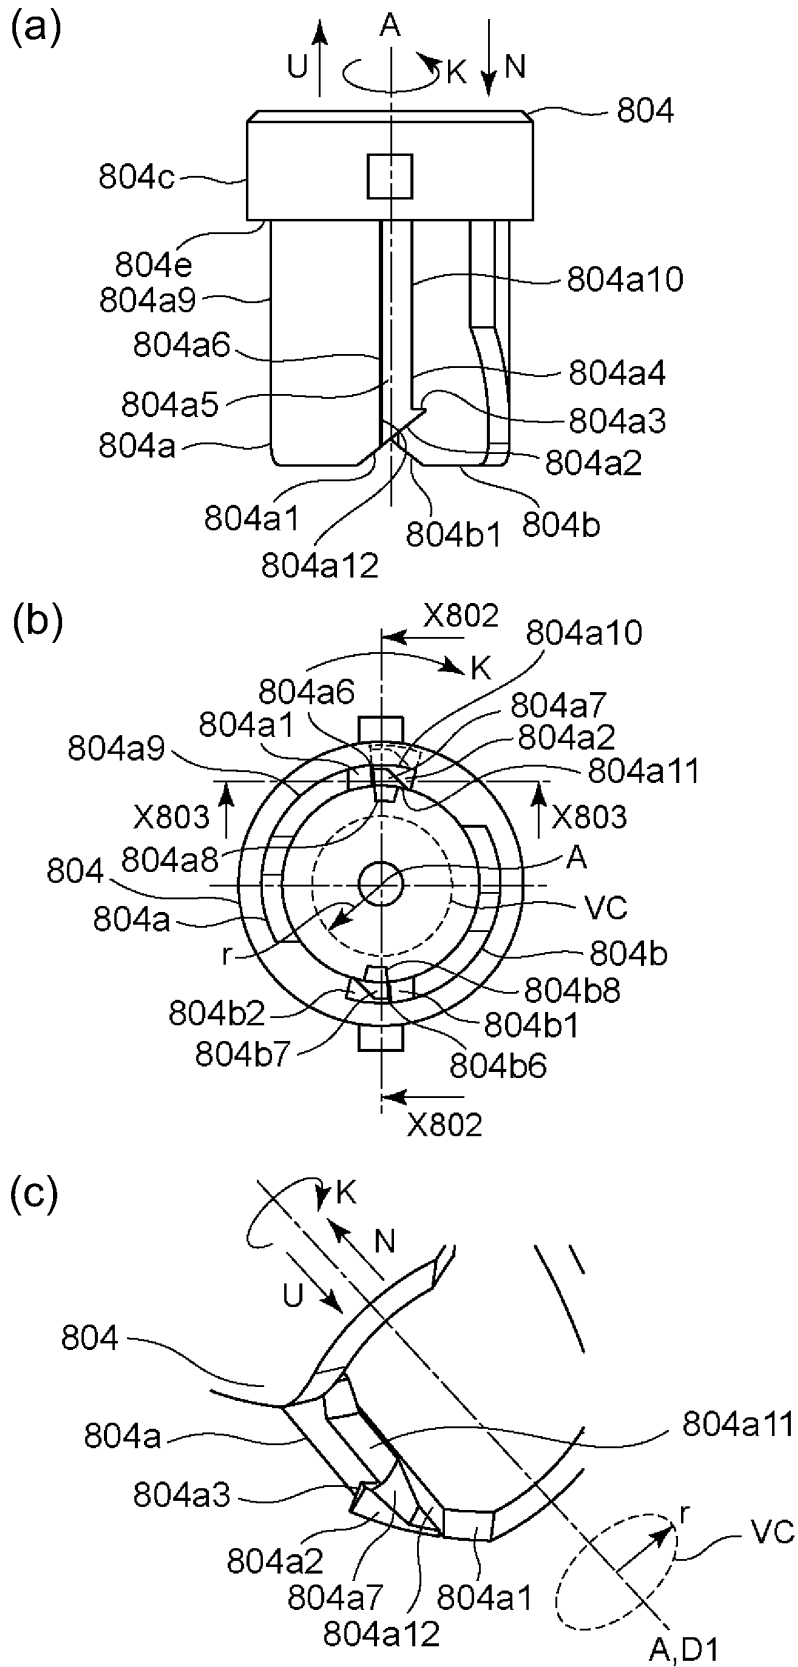 (a)
A
U
K
N
804
804c
804e
804a9
804a10
804a6
804a4
804a5
804a3
804a
804a2
804a1
804b1
804b
804a12
(b)
X802
804a10
K
804a6
804a7
804a1
804a2
804a9
804a11
X803
X803
804a8
A
804
VC
804a
r
804b
804b8
804b2
804b1
804b7
804b6
X802
(c)
K
N
U
804
804a11
804a
804a3
r
VC
804a2
804a7
804a1
804a12
A,D1